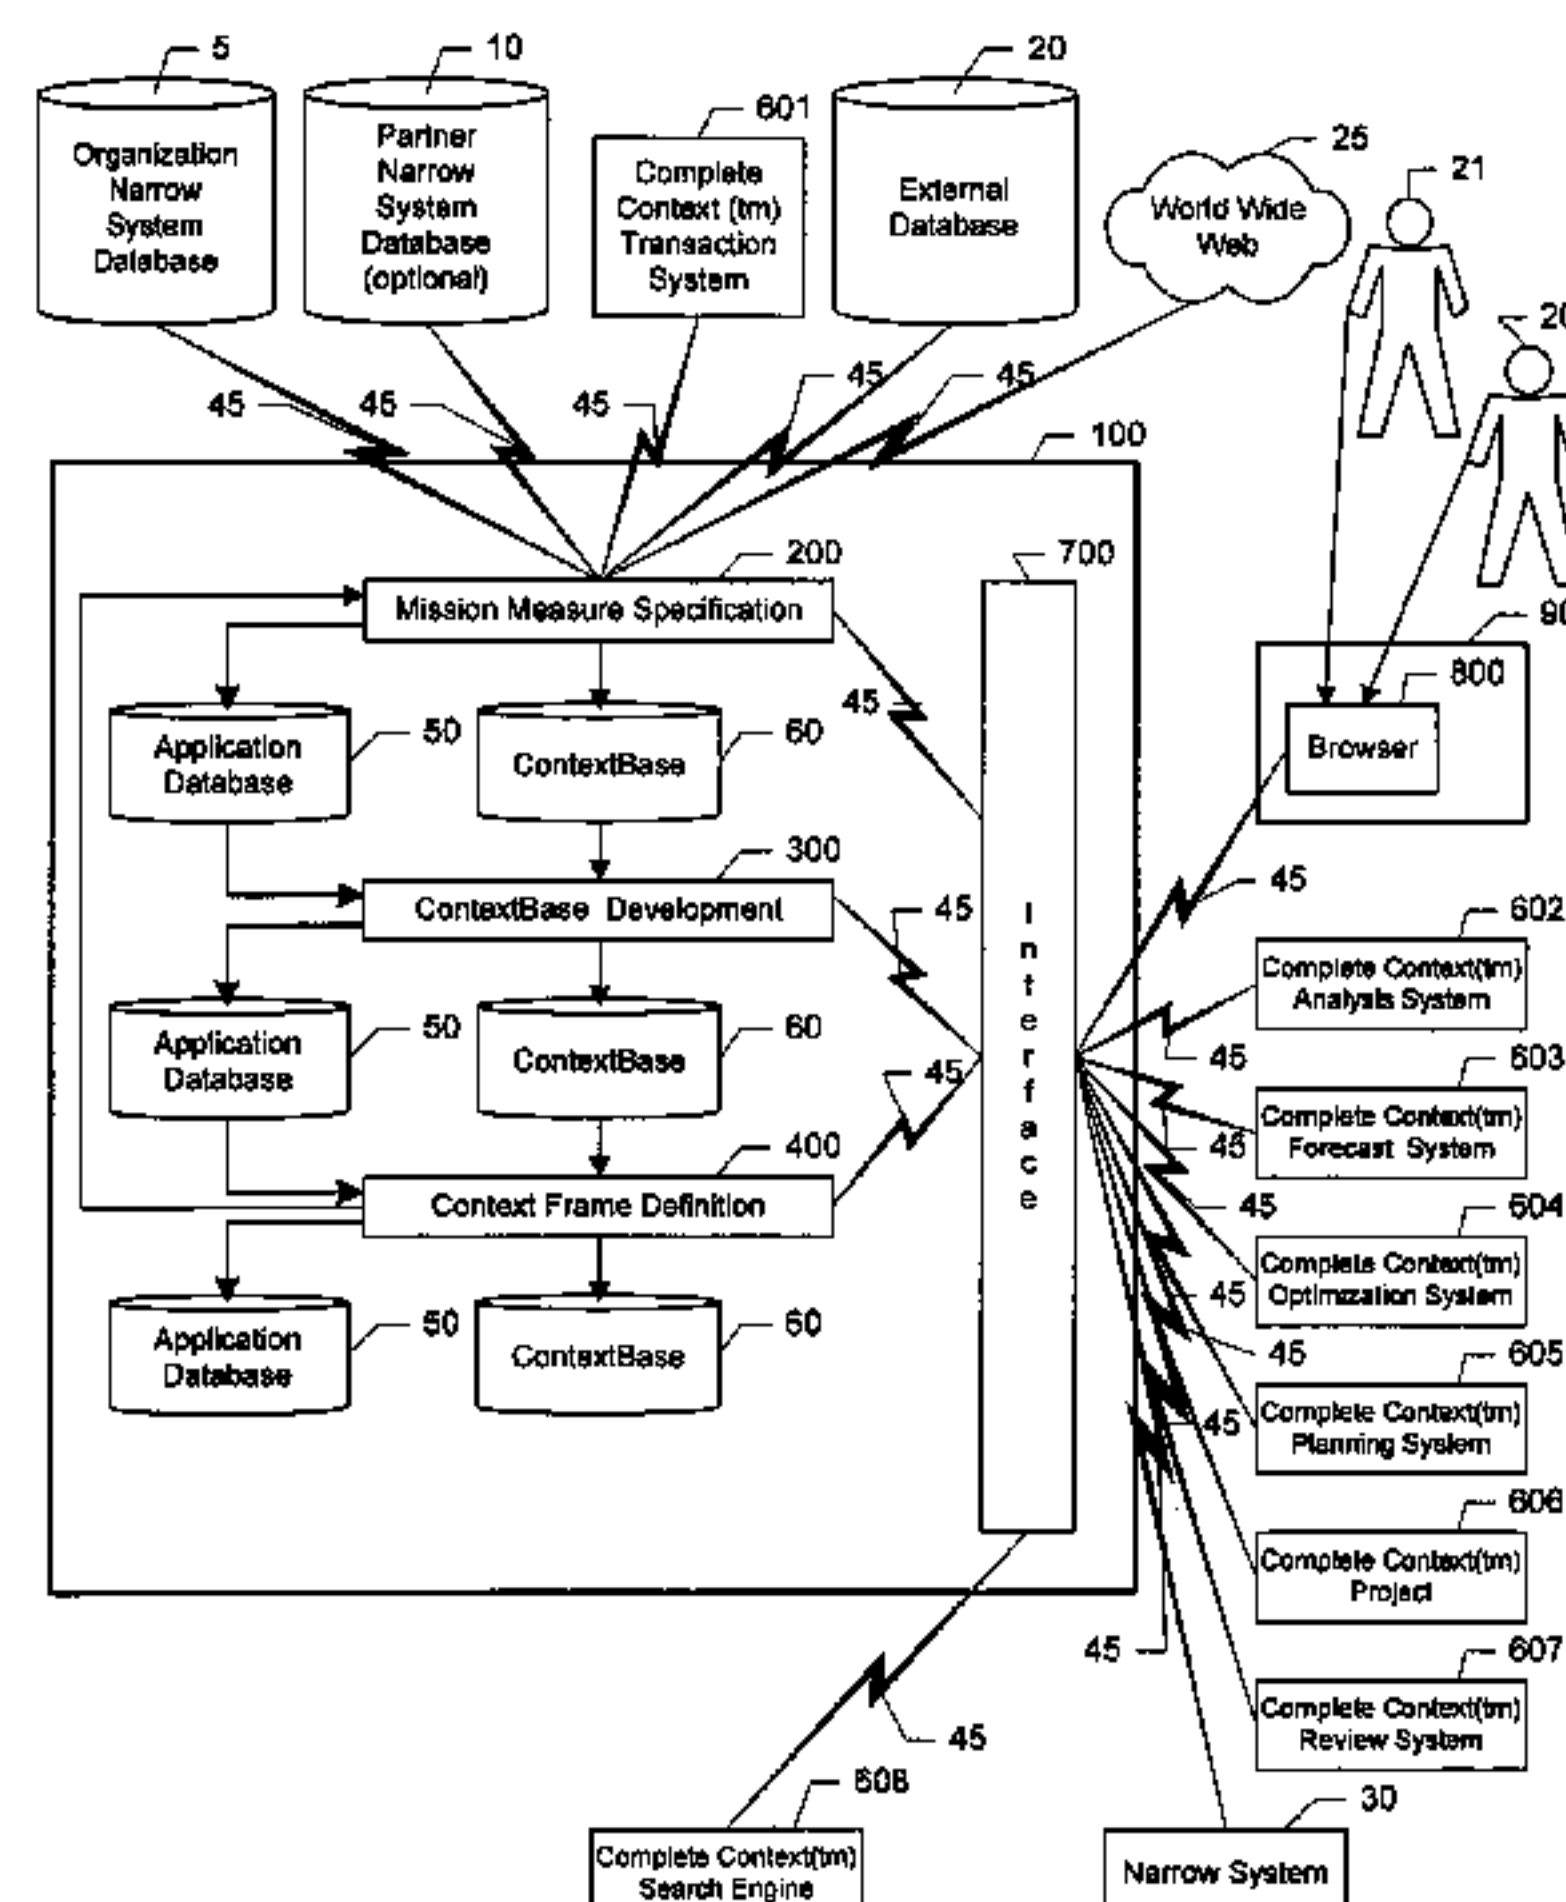 5
10
20
Organization
Narrow
System
Database
Partner
Narrow
System
Database
(optional)
601
Complete
Context (tm)
Transaction
System
External
Database
25
World Wide
Web
21
20
45
45
45
45
45
100
200
Mission Measure Specification
700
90
800
Browser
45
Application
Database
50
ContextBase
60
300
ContextBase Development
45
45
Interface
602
Complete Context(tm)
Analysis System
45
Application
Database
50
ContextBase
60
45
603
Complete Context(tm)
Forecast System
45
400
Context Frame Definition
45
604
Complete Context(tm)
Optimization System
45
Application
Database
50
ContextBase
60
45
605
Complete Context(tm)
Planning System
45
606
Complete Context(tm)
Project
45
607
Complete Context(tm)
Review System
45
608
Complete Context(tm)
Search Engine
30
Narrow System